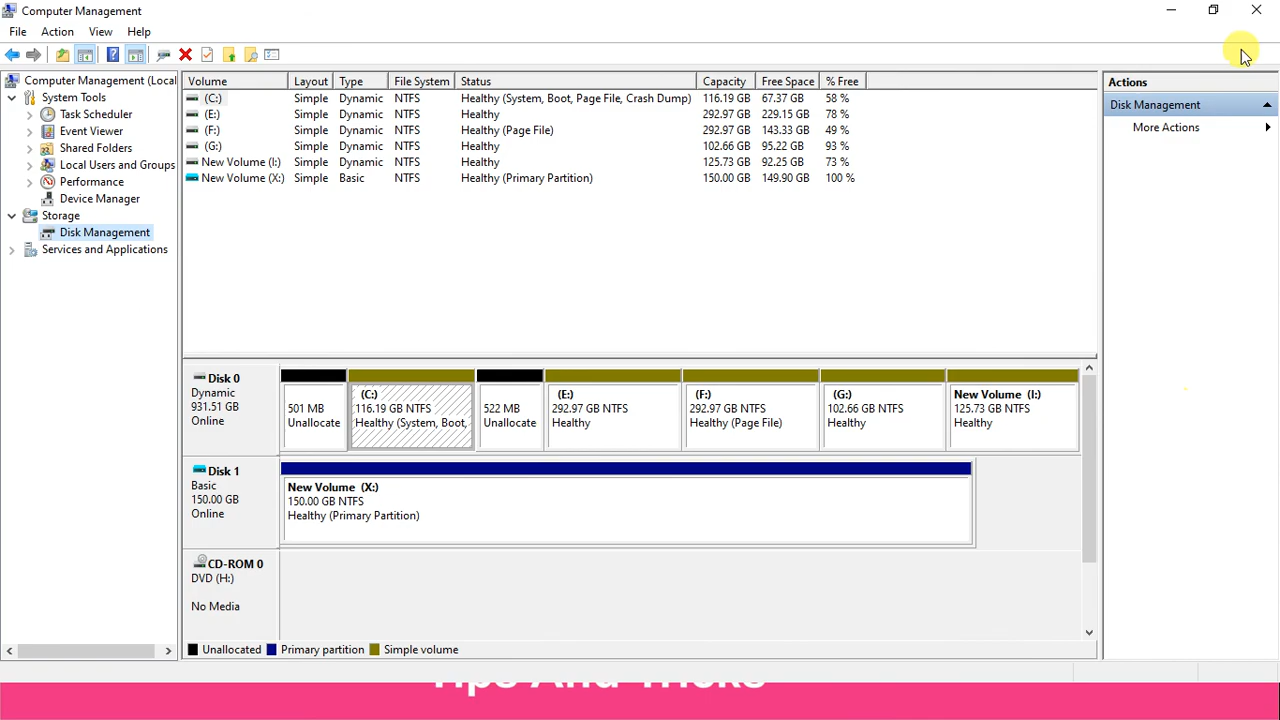 Computer Management
File Action View Help
Computer Management (Local
System Tools
Task Scheduler
Event Viewer
Shared Folders
Local Users and Groups
Performance
Device Manager
Storage
Disk Management
Services and Applications
Volume Layout Type File System Status Capacity Free Space % Free
(C:) Simple Dynamic NTFS Healthy (System, Boot, Page File, Crash Dump) 116.19 GB 67.37 GB 58 %
(E:) Simple Dynamic NTFS Healthy 292.97 GB 229.15 GB 78 %
(F:) Simple Dynamic NTFS Healthy (Page File) 292.97 GB 143.33 GB 49 %
(G:) Simple Dynamic NTFS Healthy 102.66 GB 95.22 GB 93 %
New Volume (I:) Simple Dynamic NTFS Healthy 125.73 GB 92.25 GB 73 %
New Volume (X:) Simple Basic NTFS Healthy (Primary Partition) 150.00 GB 149.90 GB 100 %
Actions
Disk Management
More Actions
Disk 0
Dynamic
931.51 GB
Online
501 MB
Unallocate
(C:)
116.19 GB NTFS
Healthy (System, Boot,
522 MB
Unallocate
(E:)
292.97 GB NTFS
Healthy
(F:)
292.97 GB NTFS
Healthy (Page File)
(G:)
102.66 GB NTFS
Healthy
New Volume (I:)
125.73 GB NTFS
Healthy
Disk 1
Basic
150.00 GB
Online
New Volume (X:)
150.00 GB NTFS
Healthy (Primary Partition)
CD-ROM 0
DVD (H:)
No Media
Unallocated Primary partition Simple volume
Tips And Tricks